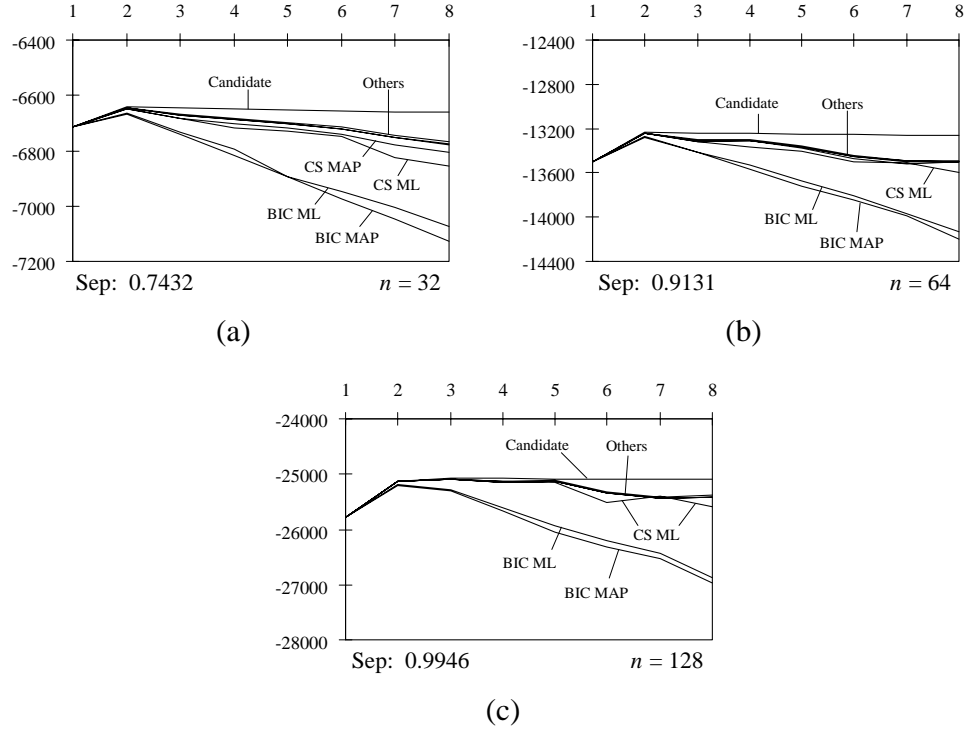 1 2 3 4 5 6 7 8
-6400
-6600
-6800
-7000
-7200
Candidate
Others
CS MAP
CS ML
BIC ML
BIC MAP
Sep: 0.7432 n = 32
(a)
1 2 3 4 5 6 7 8
-12400
-12800
-13200
-13600
-14000
-14400
Candidate
Others
CS ML
BIC ML
BIC MAP
Sep: 0.9131 n = 64
(b)
1 2 3 4 5 6 7 8
-24000
-25000
-26000
-27000
-28000
Candidate
Others
CS ML
BIC ML
BIC MAP
Sep: 0.9946 n = 128
(c)